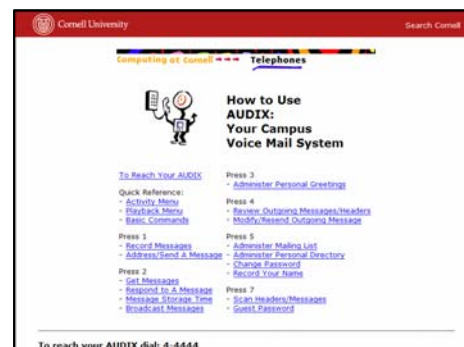 Cornell University
Search Cornell
Computing at Cornell → → → Telephones
How to Use
AUDIX:
Your Campus
Voice Mail System
To Reach Your AUDIX
Quick Reference:
- Activity Menu
- Playback Menu
- Basic Commands
Press 1
- Record Messages
- Address/Send A Message
Press 2
- Get Messages
- Respond to A Message
- Message Storage Time
- Broadcast Messages
Press 3
- Administer Personal Greetings
Press 4
- Review Outgoing Messages/Headers
- Modify/Resend Outgoing Message
Press 5
- Administer Mailing List
- Administer Personal Directory
- Change Password
- Record Your Name
Press 7
- Scan Headers/Messages
- Guest Password
To reach your AUDIX dial: 4-4444